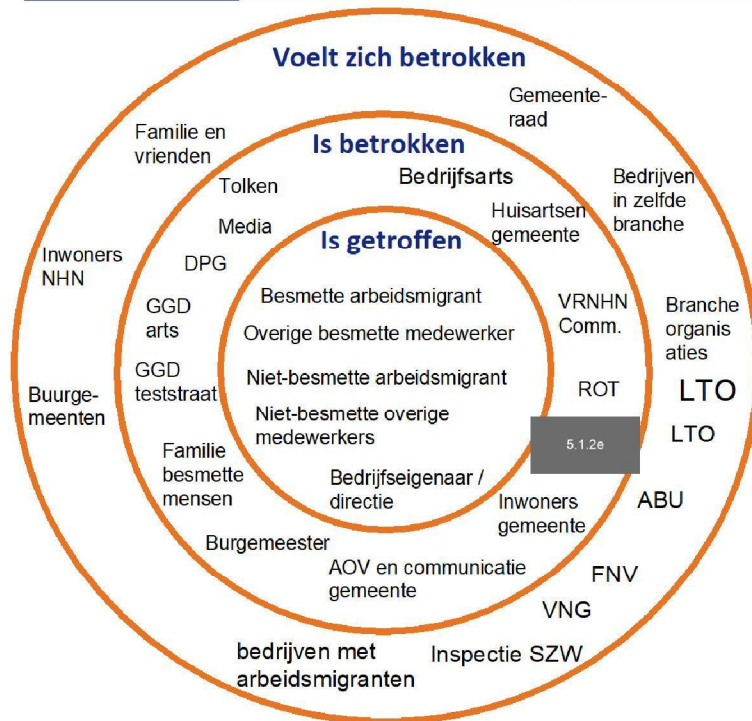 Voelt zich betrokken
Gemeente-
raad
Familie en
vrienden
Is betrokken
Bedrijfsarts
Tolken
Bedrijven
in zelfde
branche
Huisartsen
gemeente
Media
Is getroffen
Inwoners
NHN
DPG
Besmette arbeidsmigrant
GGD
arts
VRNHN
Comm.
Branche
organis
aties
Overige besmette medewerker
GGD
teststraat
Niet-besmette arbeidsmigrant
ROT
LTO
Buurge-
meenten
Niet-besmette overige
medewerkers
5.1.2e
LTO
Familie
besmette
mensen
Bedrijfseigenaar /
directie
Inwoners
gemeente
ABU
Burgemeester
AOV en communicatie
gemeente
FNV
VNG
bedrijven met
arbeidsmigranten
Inspectie SZW